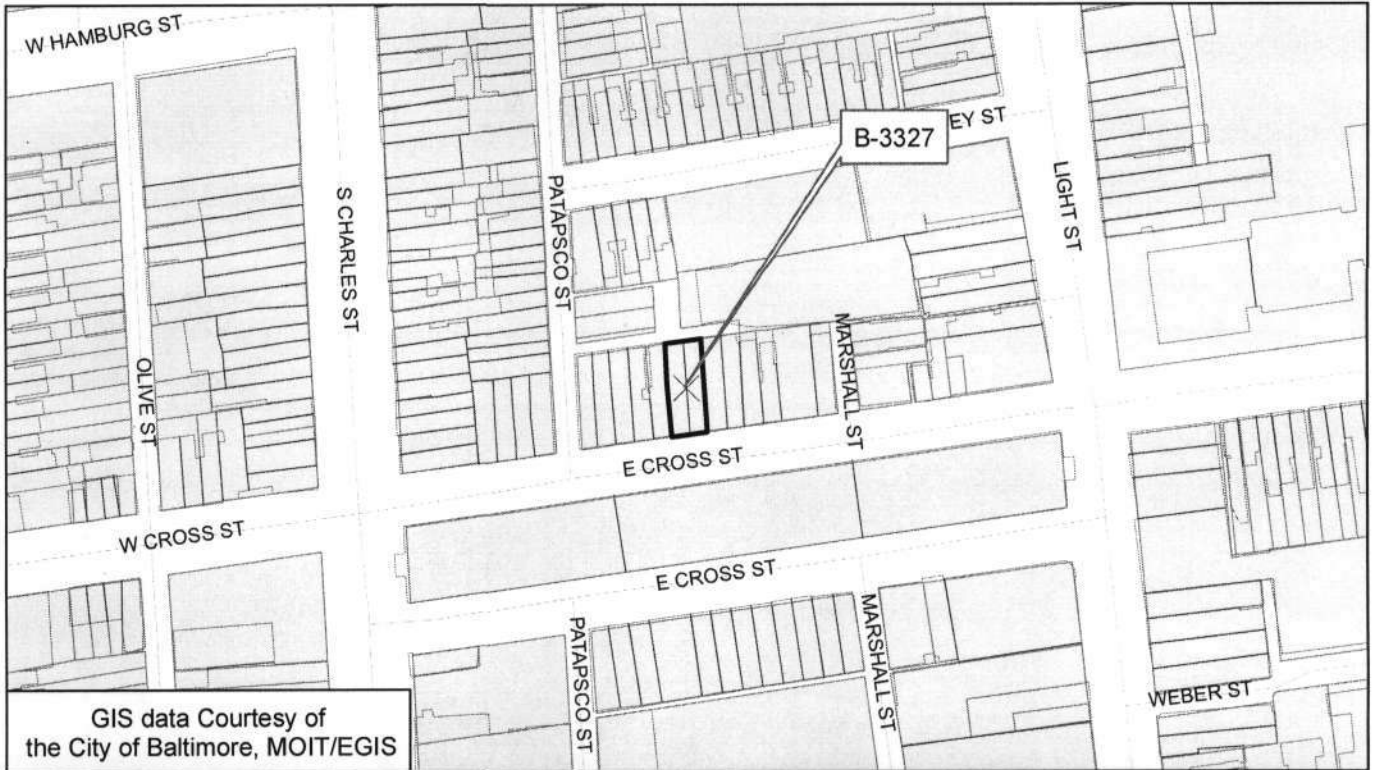 W HAMBURG ST
B-3327
EY ST
LIGHT ST
PATAPSCO ST
S CHARLES ST
OLIVE ST
MARSHALL ST
E CROSS ST
W CROSS ST
E CROSS ST
PATAPSCO ST
MARSHALL ST
WEBER ST
GIS data Courtesy of
the City of Baltimore, MOIT/EGIS